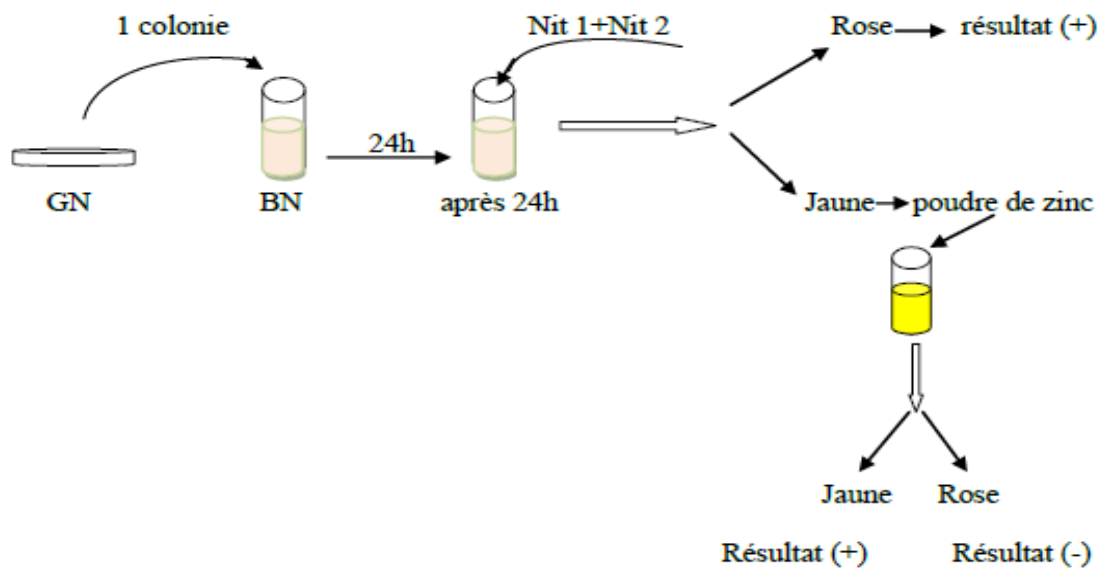 1 colonie
Nit 1+Nit 2
Rose
résultat (+)
24h
GN
BN
après 24h
Jaune
poudre de zinc
Jaune
Rose
Résultat (+)
Résultat (-)